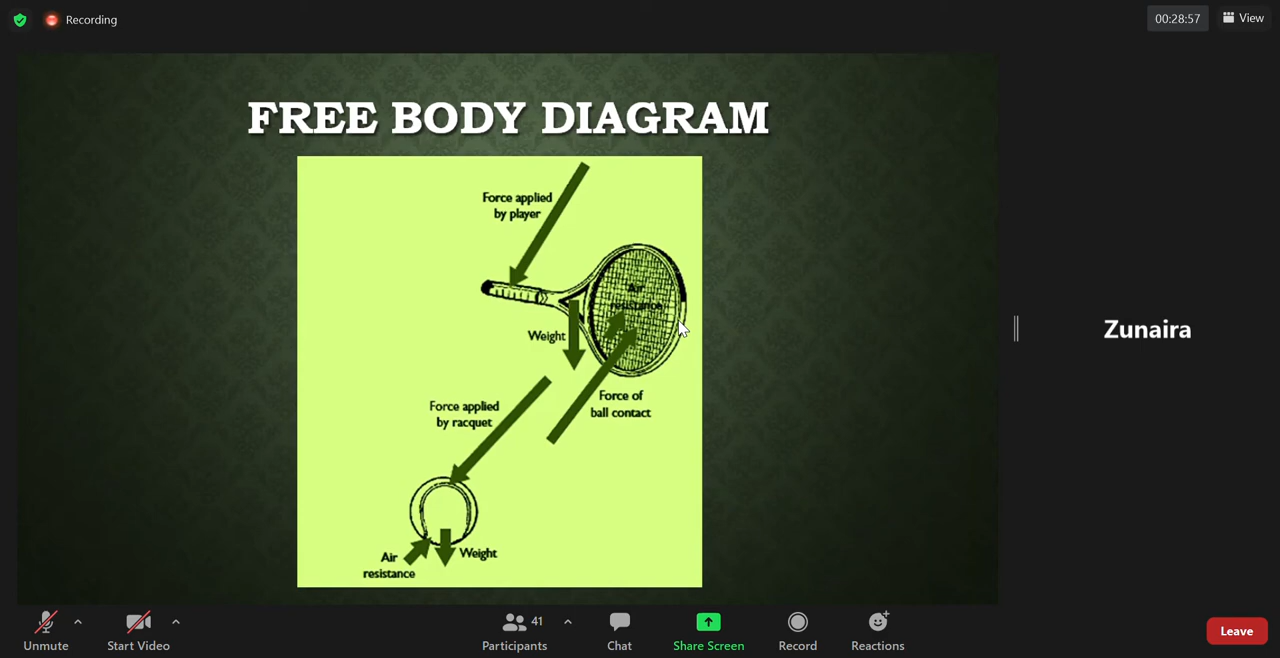 Recording
00:28:57
View
FREE BODY DIAGRAM
Force applied
by player
Air
resistance
Weight
Force of
ball contact
Force applied
by racquet
Air
resistance
Weight
Zunaira
Unmute
Start Video
41
Participants
Chat
Share Screen
Record
Reactions
Leave